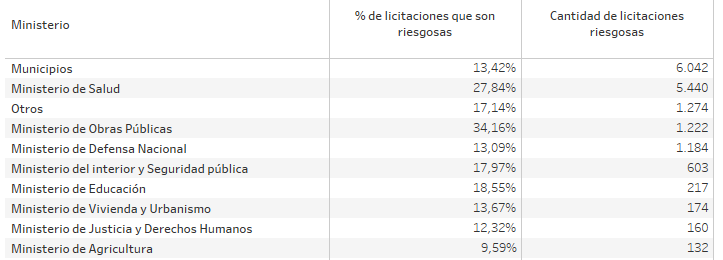 Ministerio % de licitaciones que son riesgosas Cantidad de licitaciones riesgosas
Municipios 13,42% 6.042
Ministerio de Salud 27,84% 5.440
Otros 17,14% 1.274
Ministerio de Obras Públicas 34,16% 1.222
Ministerio de Defensa Nacional 13,09% 1.184
Ministerio del interior y Seguridad pública 17,97% 603
Ministerio de Educación 18,55% 217
Ministerio de Vivienda y Urbanismo 13,67% 174
Ministerio de Justicia y Derechos Humanos 12,32% 160
Ministerio de Agricultura 9,59% 132